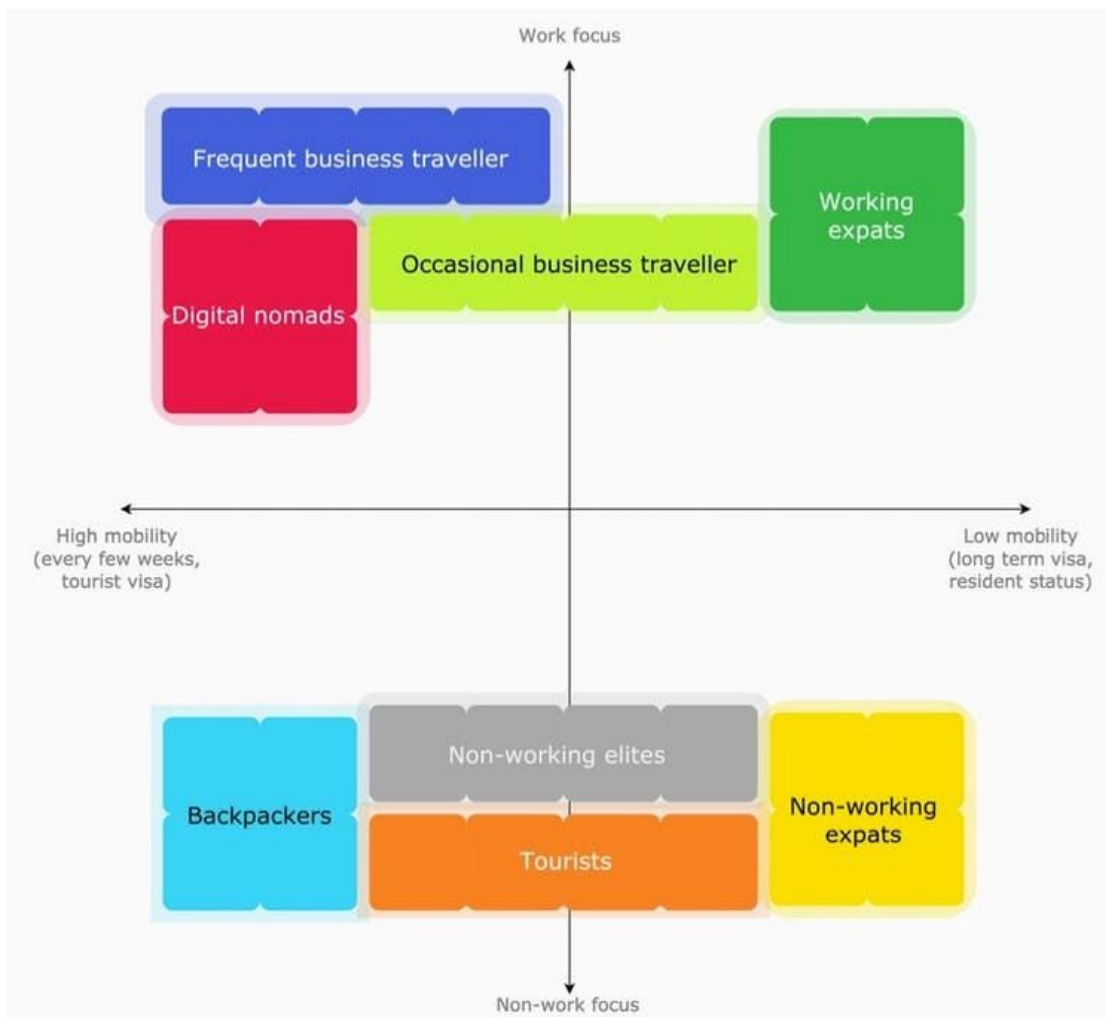 Work focus
Frequent business traveller
Working
expats
Occasional business traveller
Digital nomads
High mobility
(every few weeks,
tourist visa)
Low mobility
(long term visa,
resident status)
Non-working elites
Backpackers
Non-working
expats
Tourists
Non-work focus